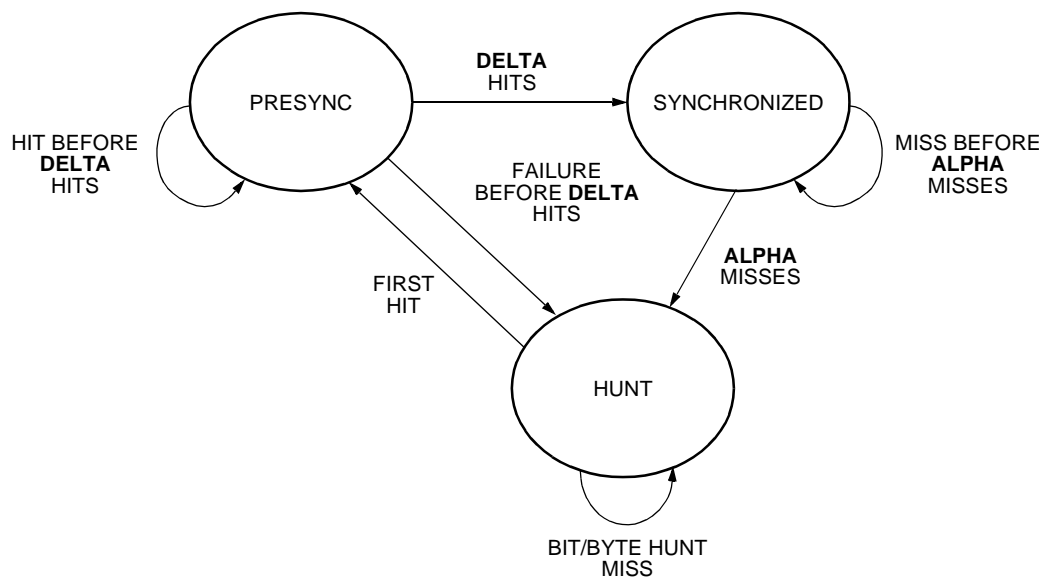 PRESYNC
DELTA
HITS
SYNCHRONIZED
HIT BEFORE
DELTA
HITS
MISS BEFORE
ALPHA
MISSES
FAILURE
BEFORE DELTA
HITS
ALPHA
MISSES
FIRST
HIT
HUNT
BIT/BYTE HUNT
MISS